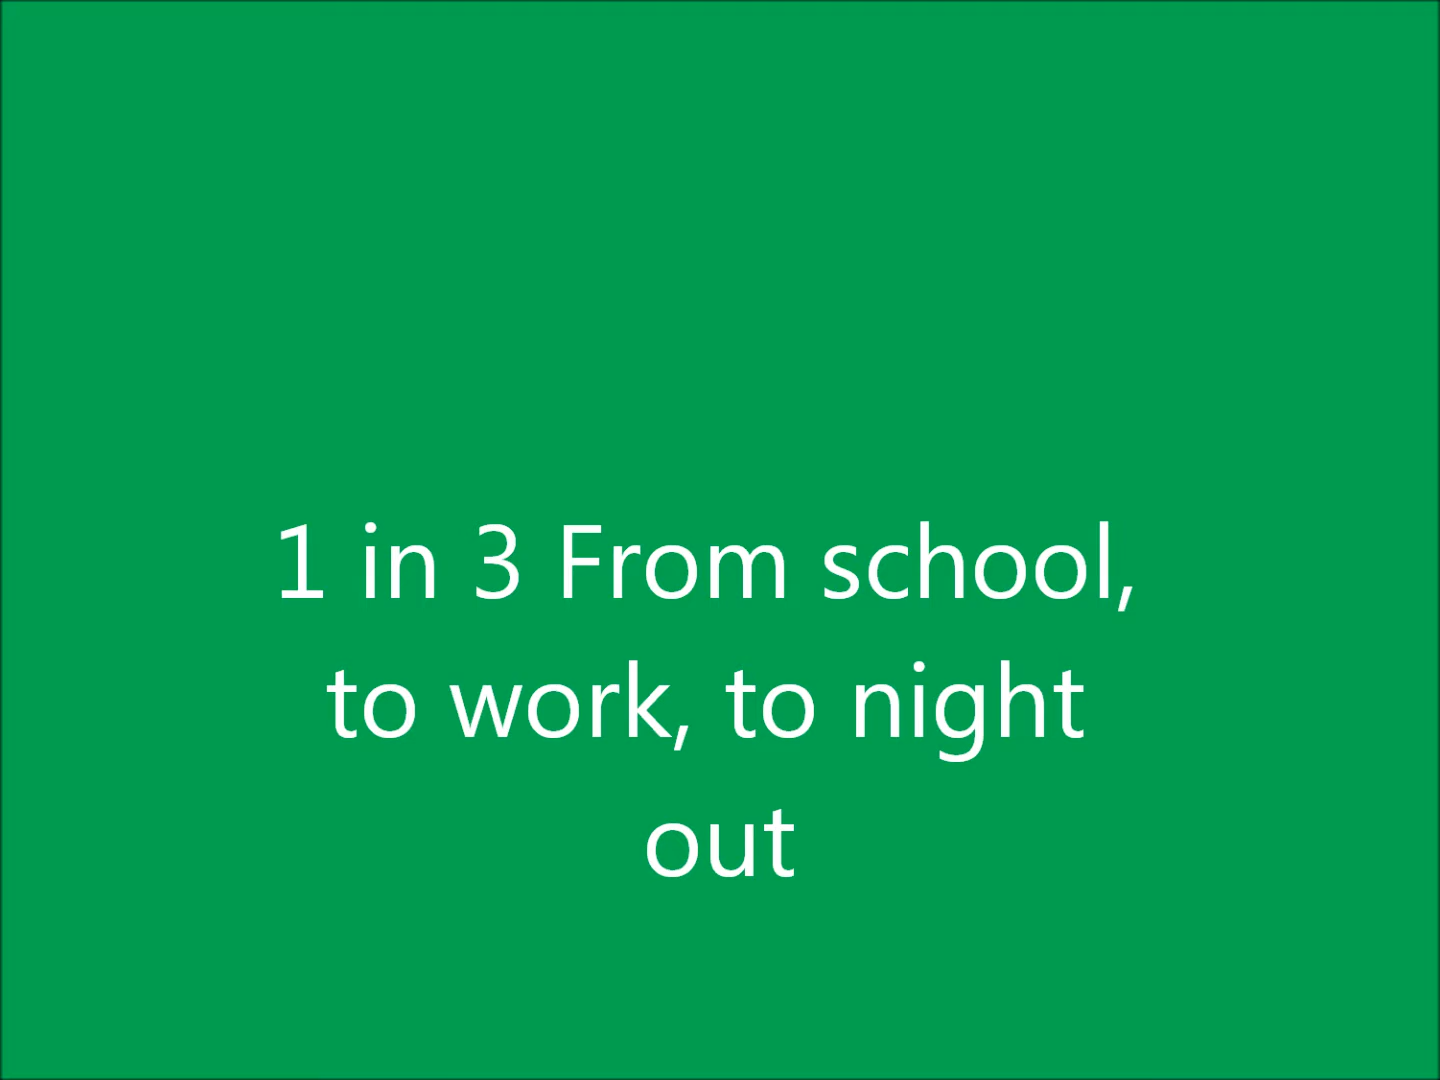 1 in 3 From school,
to work, to night
out